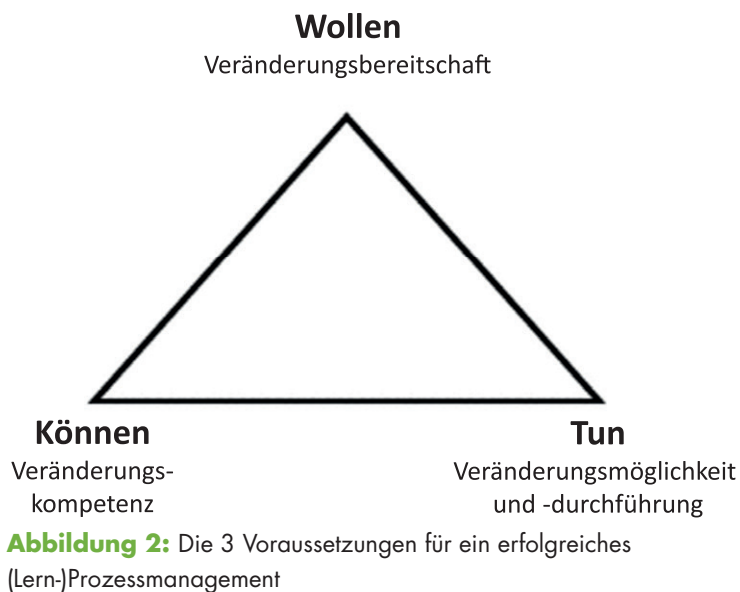 Wollen
Veränderungsbereitschaft
Können
Veränderungs-
kompetenz
Tun
Veränderungsmöglichkeit
und -durchführung
Abbildung 2: Die 3 Voraussetzungen für ein erfolgreiches
(Lern-)Prozessmanagement